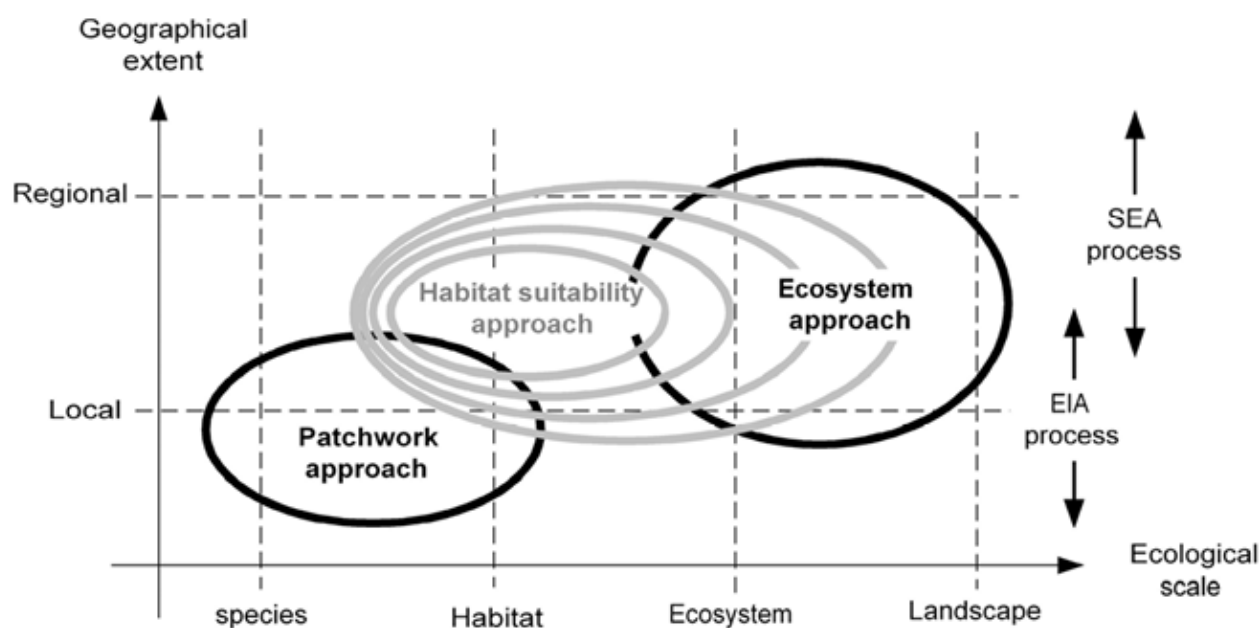 Geographical
extent
Regional
SEA
process
Habitat suitability
approach
Ecosystem
approach
Local
EIA
process
Patchwork
approach
Ecological
scale
species
Habitat
Ecosystem
Landscape